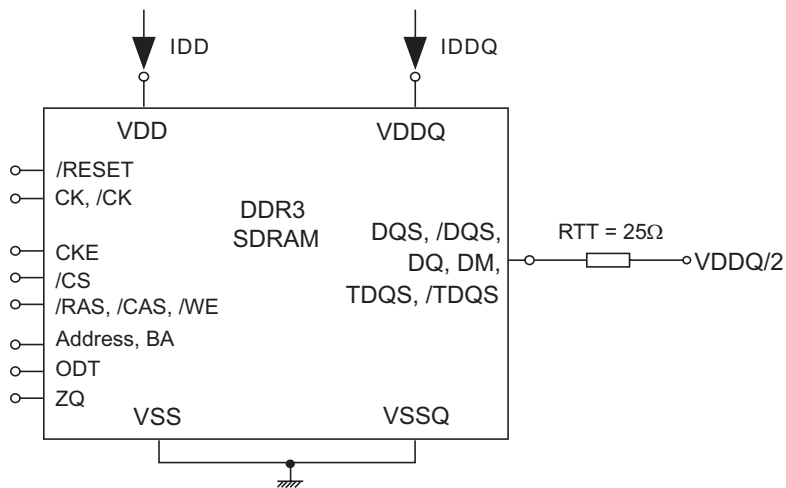 IDD
IDDQ
VDD
VDDQ
/RESET
CK, /CK
CKE
/CS
/RAS, /CAS, /WE
Address, BA
ODT
ZQ
DDR3
SDRAM
DQS, /DQS,
DQ, DM,
TDQS, /TDQS
RTT = 25Ω
VDDQ/2
VSS
VSSQ